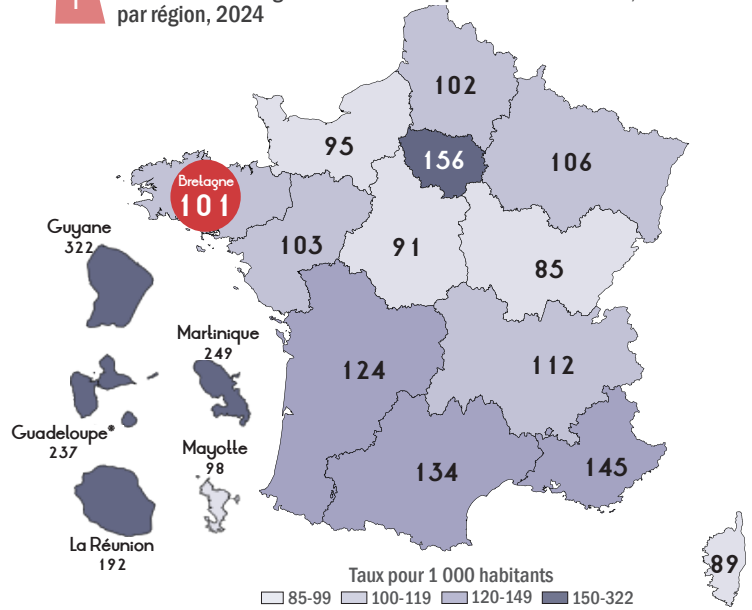 par région, 2024
102
95
156
106
Bretagne
101
Guyane
322
103
91
85
Martinique
249
124
112
Guadeloupe*
237
Mayotte
98
134
145
La Réunion
192
89
Taux pour 1 000 habitants
85-99
100-119
120-149
150-322